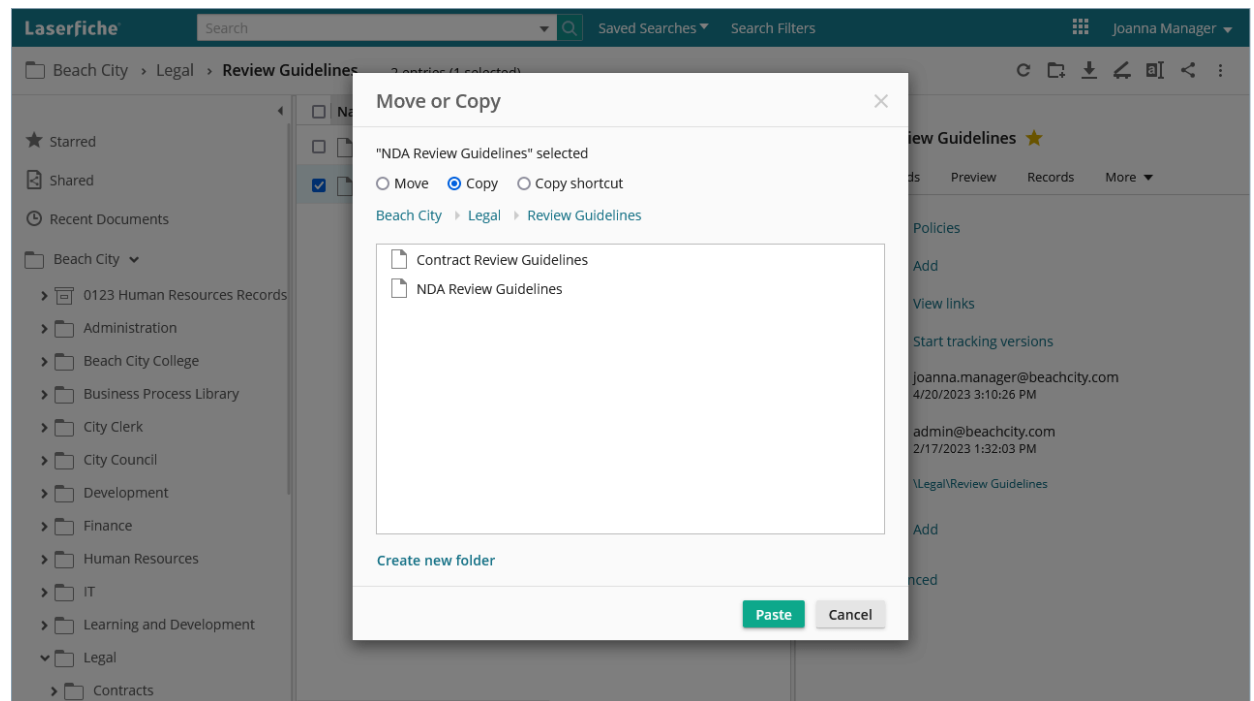 Laserfiche
Search
Saved Searches
Search Filters
Joanna Manager
Beach City › Legal › Review Guidelines
2 entries (1 selected)
Starred
Shared
Recent Documents
Beach City
0123 Human Resources Records
Administration
Beach City College
Business Process Library
City Clerk
City Council
Development
Finance
Human Resources
IT
Learning and Development
Legal
Contracts
Move or Copy
"NDA Review Guidelines" selected
Move Copy Copy shortcut
Beach City Legal Review Guidelines
Contract Review Guidelines
NDA Review Guidelines
Create new folder
Paste Cancel
Guidelines
Preview Records More
Policies
Add
View links
Start tracking versions
joanna.manager@beachcity.com
4/20/2023 3:10:26 PM
admin@beachcity.com
2/17/2023 1:32:03 PM
\Legal\Review Guidelines
Add